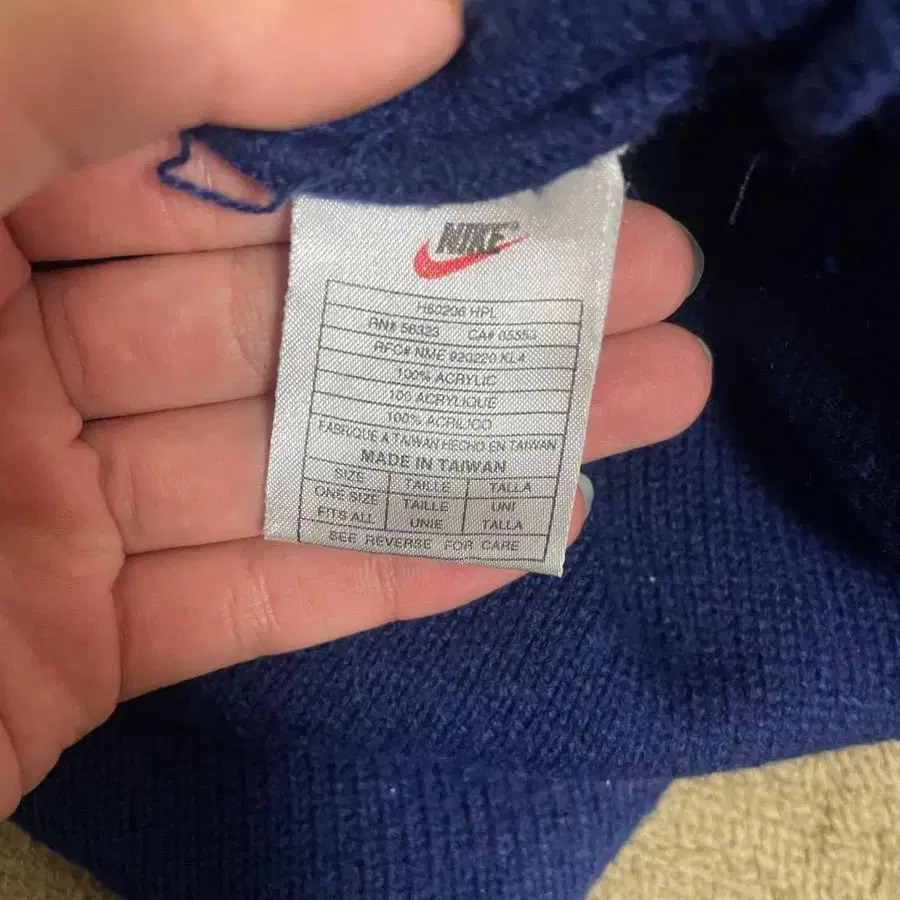 NIKE®
H60206 HPL
RN# 56323 CA# 05553
RFC# NME 920220 KL4
100% ACRYLIC
100 ACRYLIQUE
100% ACRILICO
FABRIQUE A TAIWAN HECHO EN TAIWAN
MADE IN TAIWAN
SIZE TAILLE TALLA
ONE SIZE TAILLE UNI
FITS ALL UNIE TALLA
SEE REVERSE FOR CARE